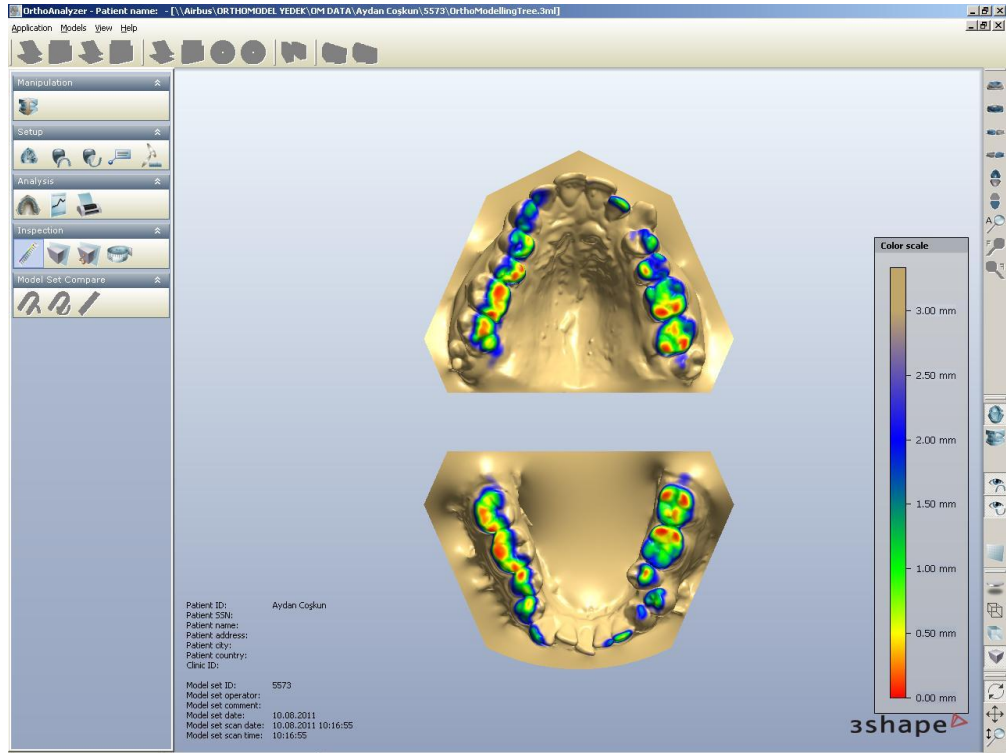 OrthoAnalyzer - Patient name:  - [\\Airbus\ORTHOMODEL YEDEK\OM DATA\Aydan Coşkun\5573\OrthoModellingTree.3ml]
Application Models View Help
Manipulation
Setup
Analysis
Inspection
Model Set Compare
Color scale
3.00 mm
2.50 mm
2.00 mm
1.50 mm
1.00 mm
0.50 mm
0.00 mm
Patient ID: Aydan Coşkun
Patient SSN:
Patient name:
Patient address:
Patient city:
Patient country:
Clinic ID:
Model set ID: 5573
Model set operator:
Model set comment:
Model set date: 10.08.2011
Model set scan date: 10.08.2011 10:16:55
Model set scan time: 10:16:55
3shape